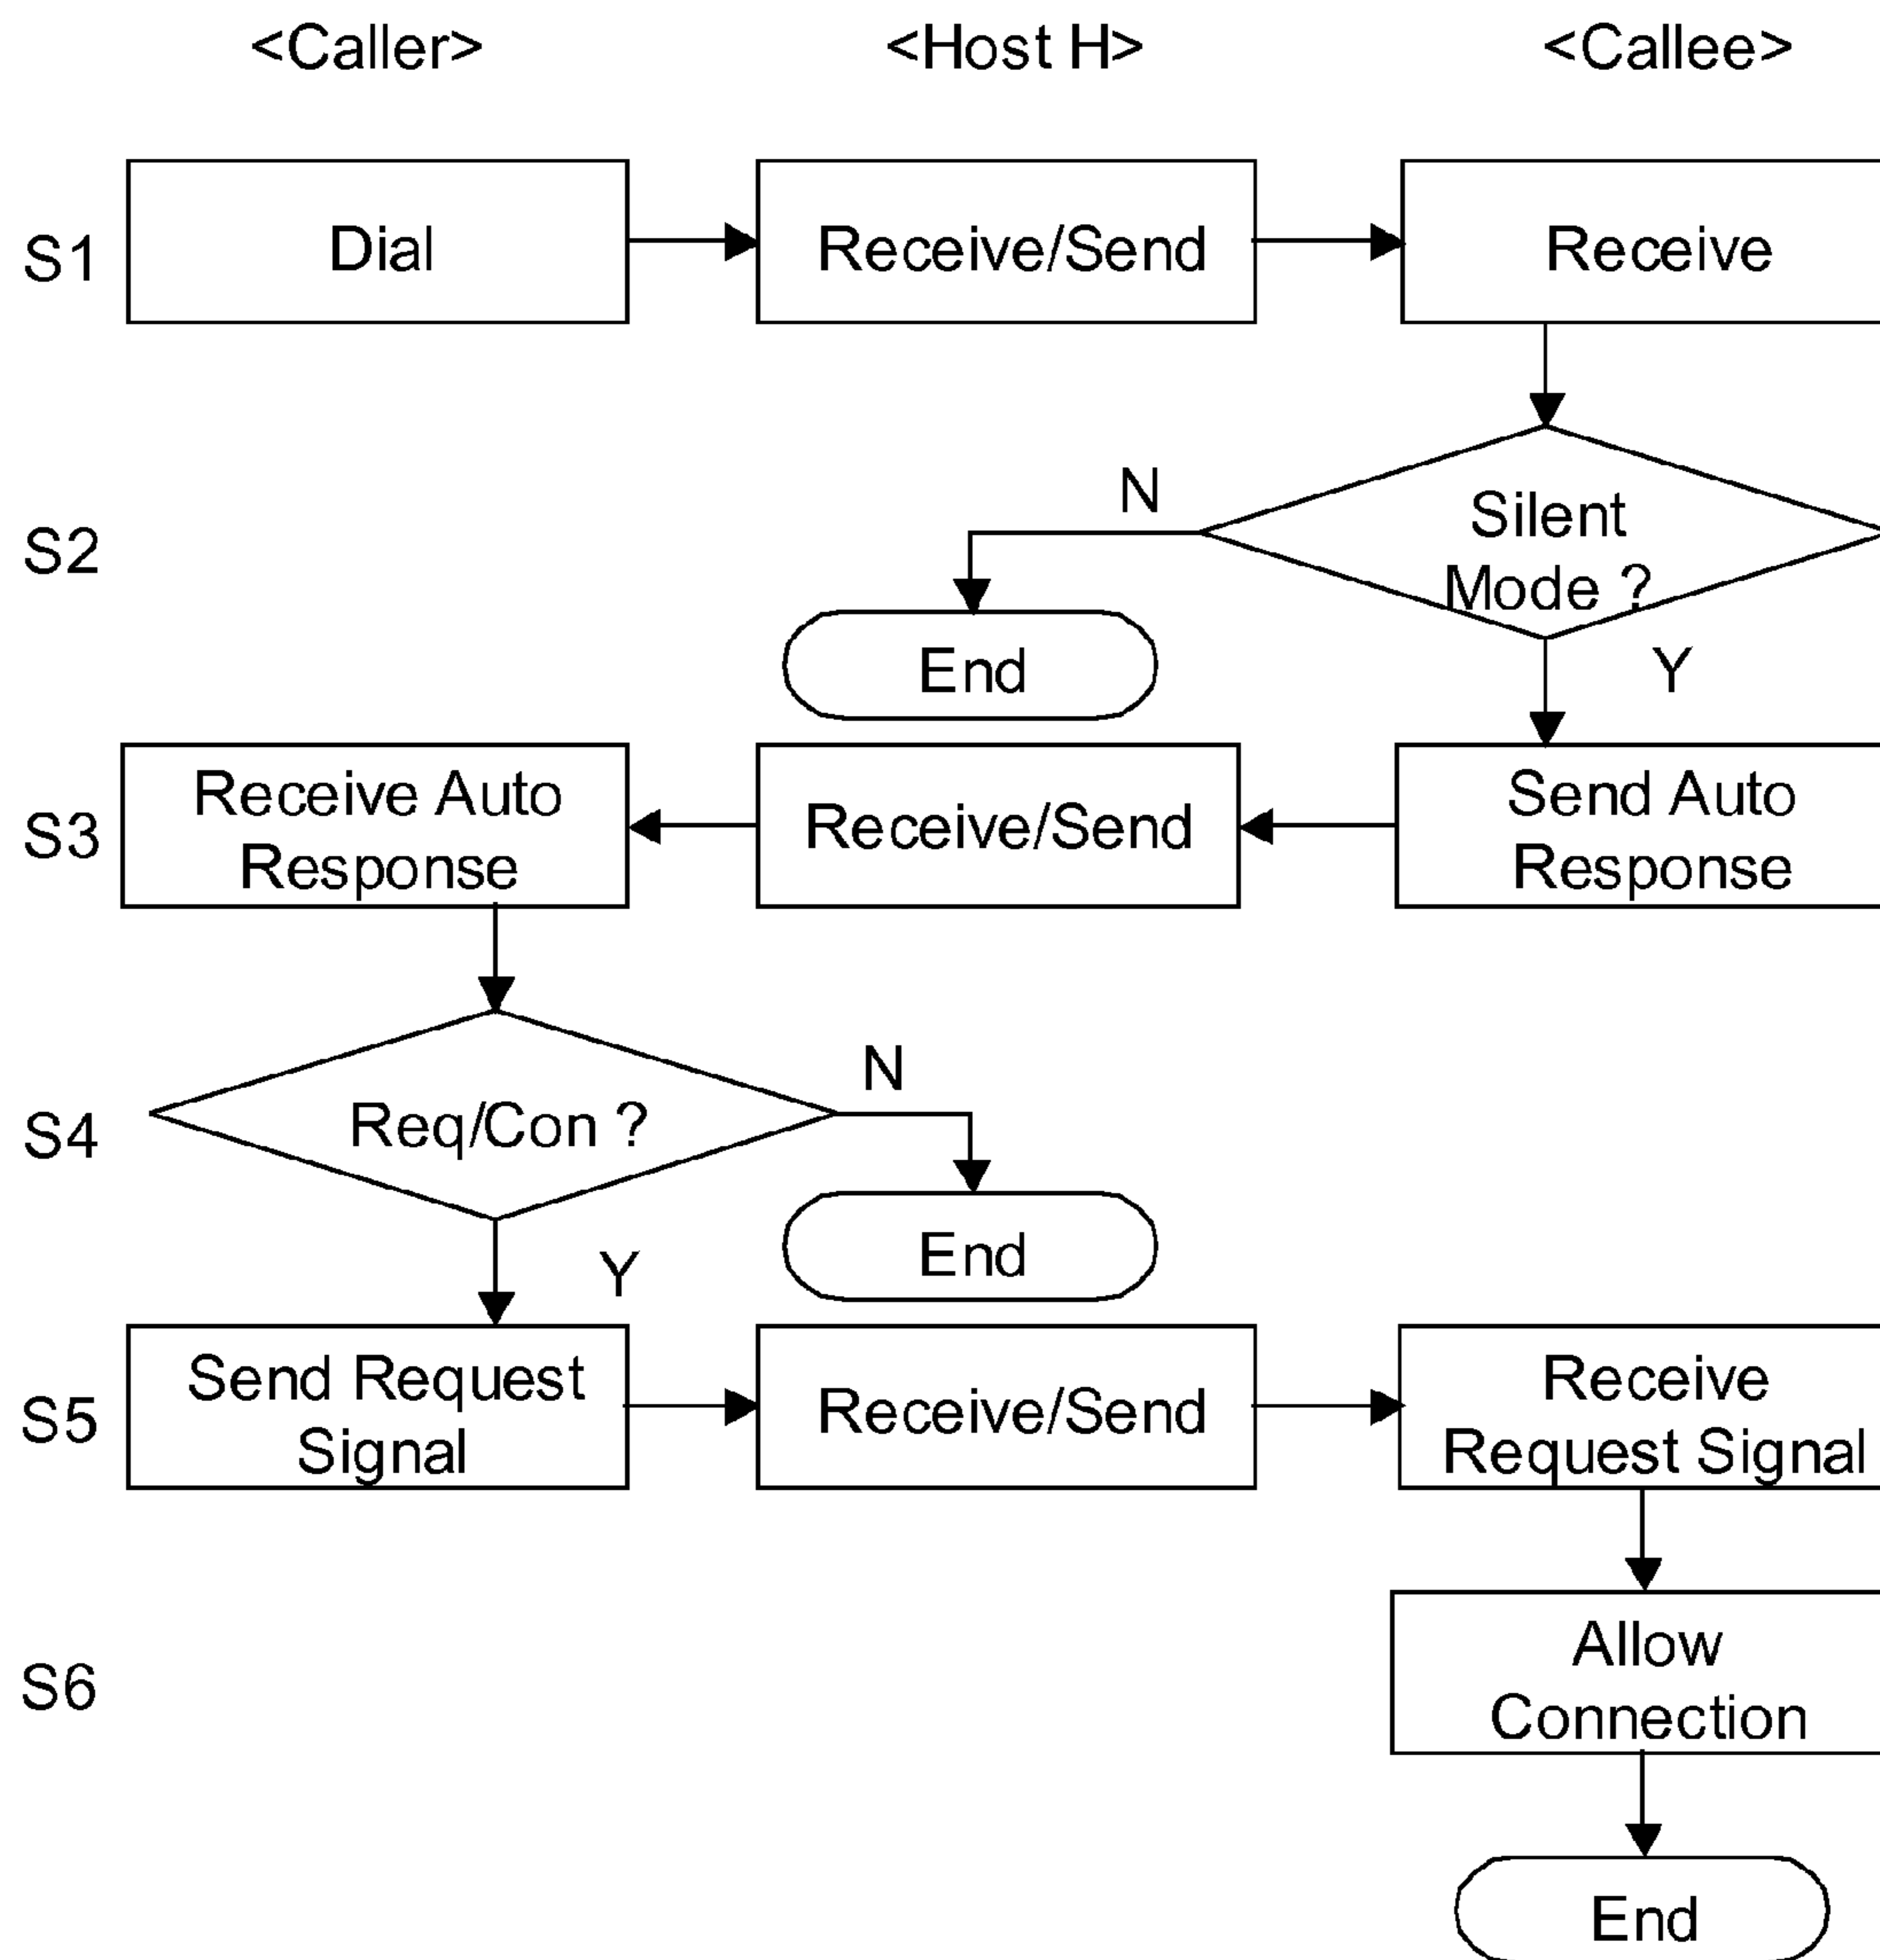 <Caller> <Host H> <Callee>
S1 Dial Receive/Send Receive
N
S2
Silent
Mode ?
End
Y
S3
Receive Auto
Response
Receive/Send
Send Auto
Response
N
S4 Req/Con ?
End
Y
S5
Send Request
Signal
Receive/Send
Receive
Request Signal
S6
Allow
Connection
End